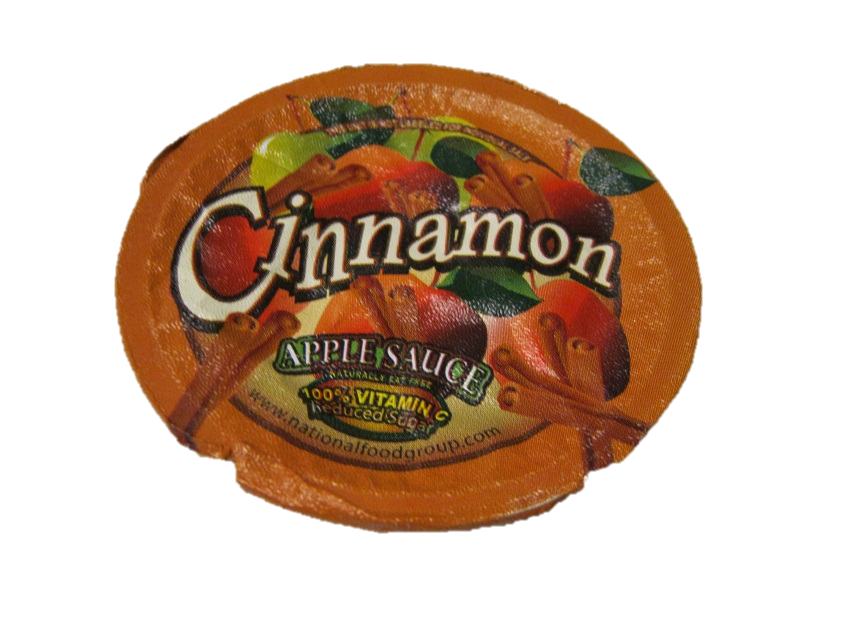 Cinnamon
APPLE SAUCE
NATURALLY FAT FREE
100% VITAMIN C
Reduced Sugar
www.nationalfoodgroup.com